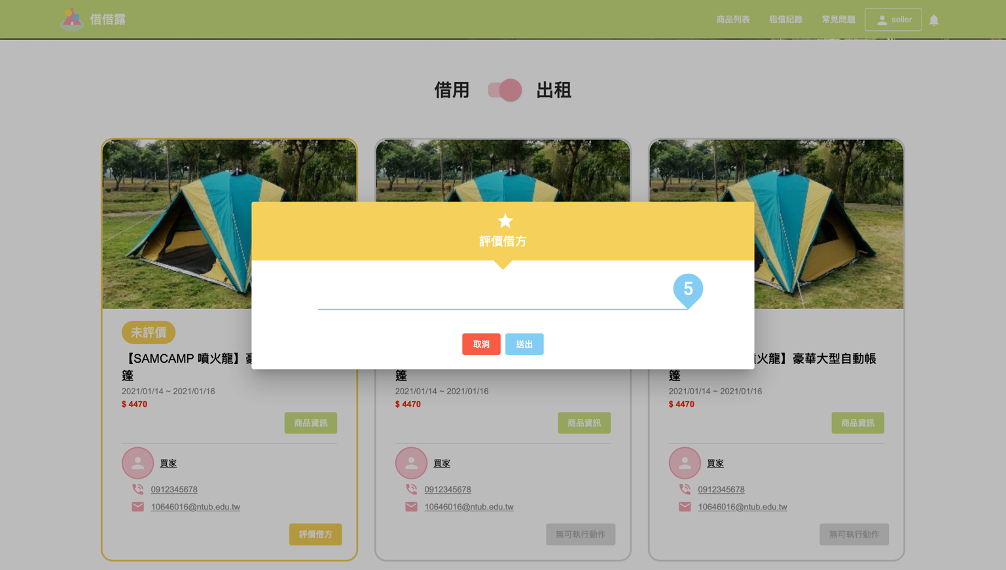 借借露
商品列表
租借紀錄
常見問題
seller
借用
出租
評價借方
5
取消
送出
未評價
【SAMCAMP 噴火龍】豪
篷
2021/01/14 ~ 2021/01/16
$ 4470
商品資訊
買家
0912345678
10646016@ntub.edu.tw
評價借方
篷
2021/01/14 ~ 2021/01/16
$ 4470
商品資訊
買家
0912345678
10646016@ntub.edu.tw
無可執行動作
火龍】豪華大型自動帳
篷
2021/01/14 ~ 2021/01/16
$ 4470
商品資訊
買家
0912345678
10646016@ntub.edu.tw
無可執行動作